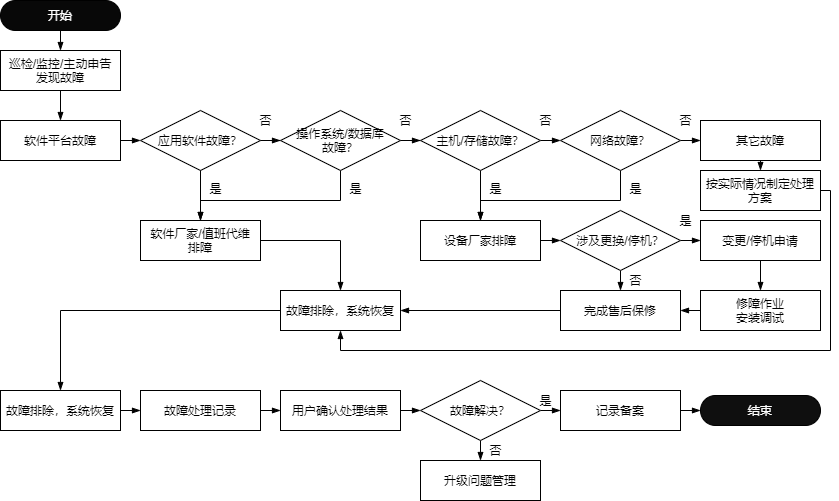 开始
巡检/监控/主动申告
发现故障
软件平台故障
应用软件故障?
否
操作系统/数据库
故障?
否
主机/存储故障?
否
网络故障?
否
其它故障
是
是
是
是
按实际情况制定处理
方案
软件厂家/值班代维
排障
设备厂家排障
涉及更换/停机?
是
变更/停机申请
否
故障排除，系统恢复
完成售后保修
修障作业
安装调试
故障排除，系统恢复
故障处理记录
用户确认处理结果
故障解决?
是
记录备案
结束
否
升级问题管理